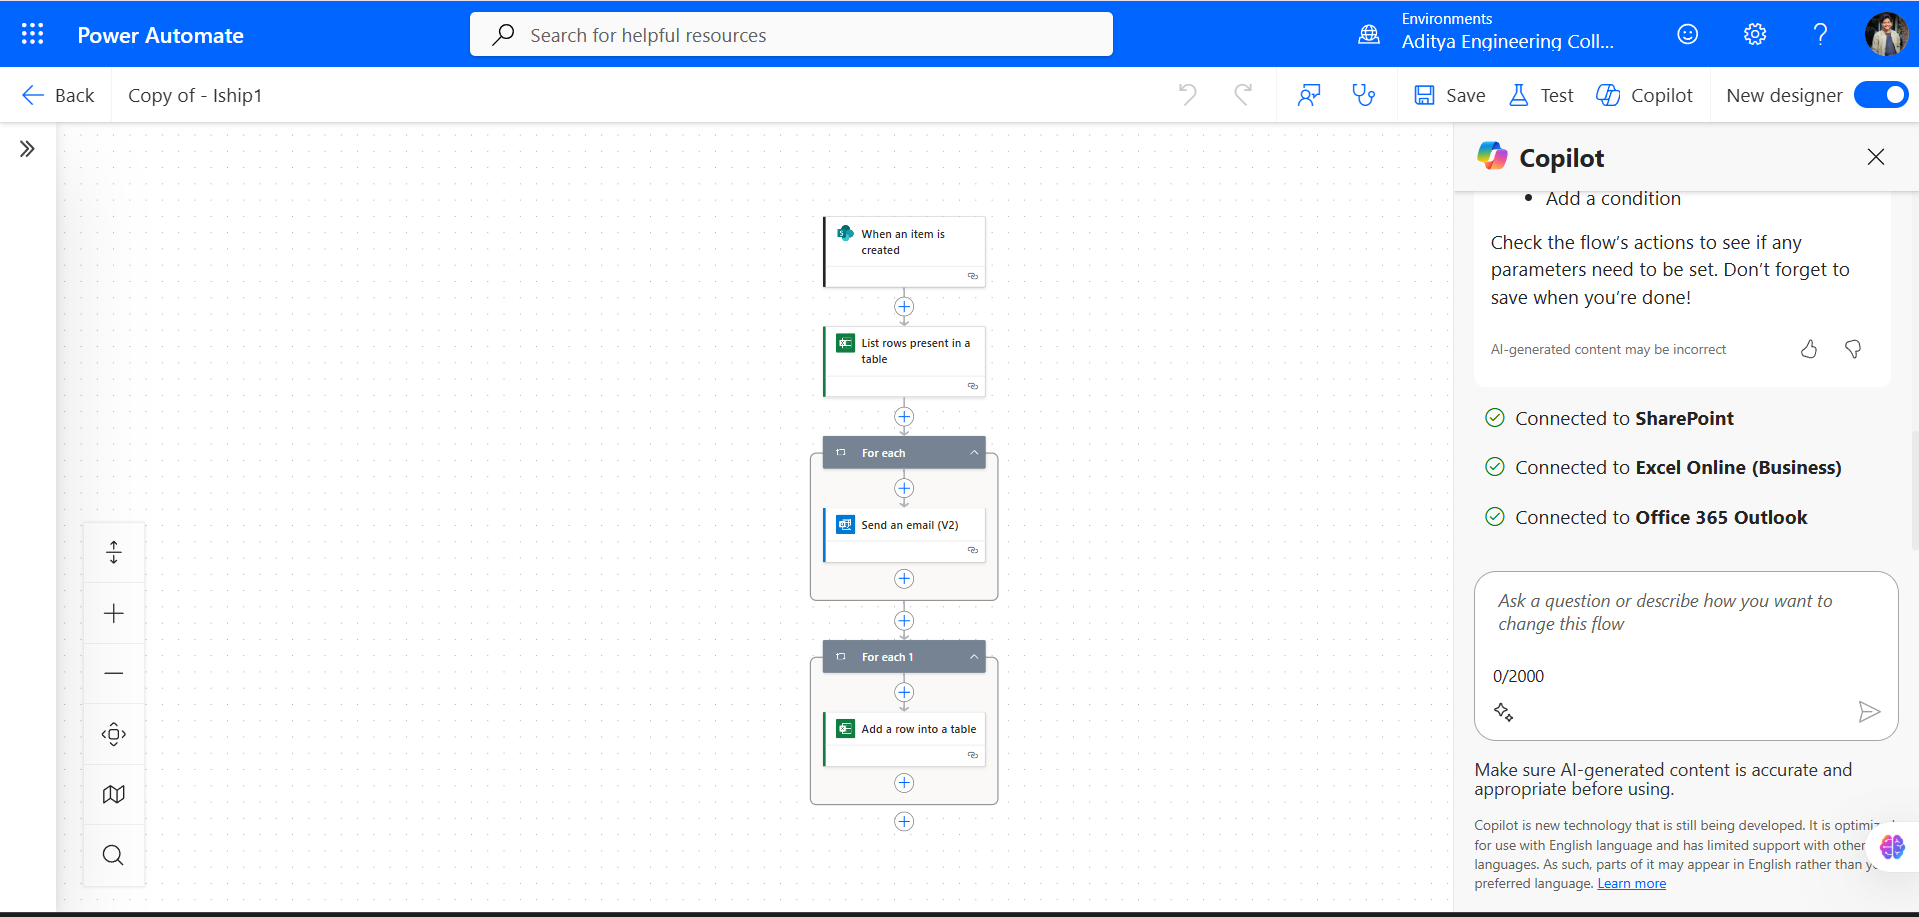 Power Automate
Search for helpful resources
Environments
Aditya Engineering Coll...
Back
Copy of - Iship1
Save
Test
Copilot
New designer
When an item is
created
List rows present in a
table
For each
Send an email (V2)
For each 1
Add a row into a table
Copilot
• Add a condition
Check the flow's actions to see if any
parameters need to be set. Don't forget to
save when you're done!
AI-generated content may be incorrect
Connected to SharePoint
Connected to Excel Online (Business)
Connected to Office 365 Outlook
Ask a question or describe how you want to
change this flow
0/2000
Make sure AI-generated content is accurate and
appropriate before using.
Copilot is new technology that is still being developed. It is optimiz
for use with English language and has limited support with other
languages. As such, parts of it may appear in English rather than y
preferred language. Learn more